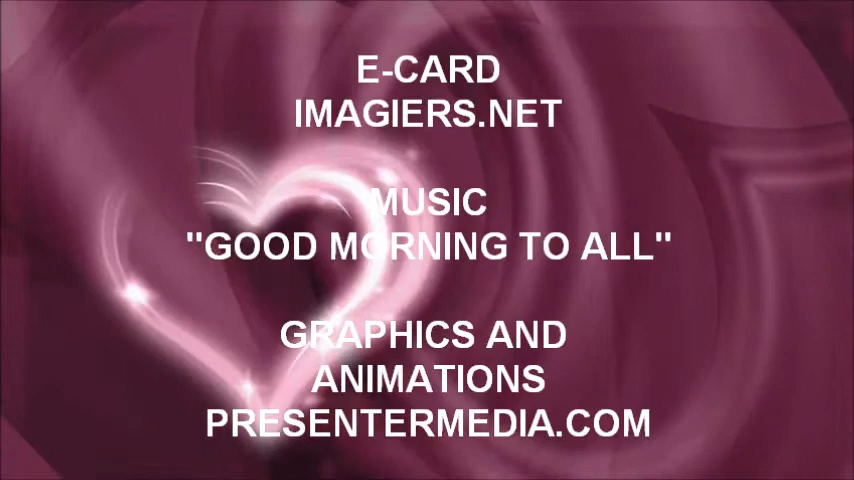 E-CARD
IMAGIERS.NET
MUSIC
"GOOD MORNING TO ALL"
GRAPHICS AND
ANIMATIONS
PRESENTERMEDIA.COM